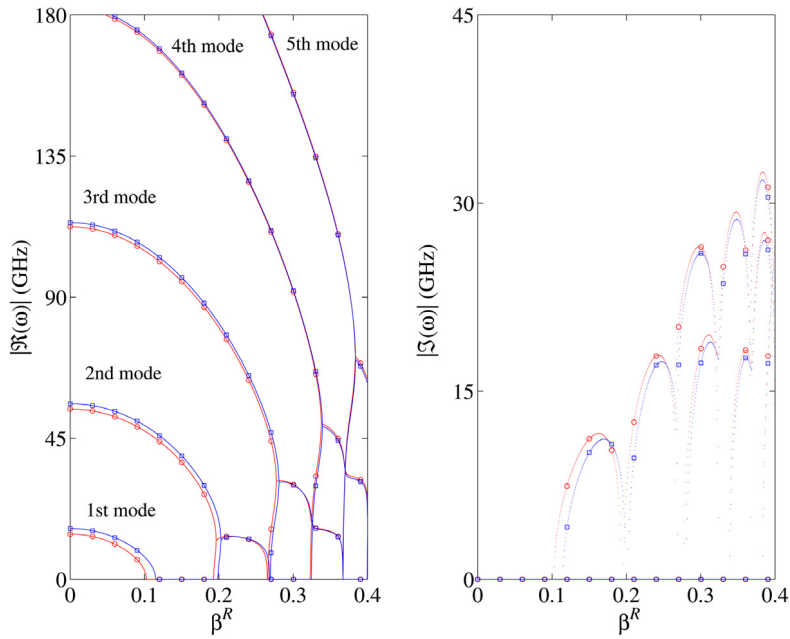 180
135
90
45
0
|ℜ(ω)| (GHz)
4th mode
5th mode
3rd mode
2nd mode
1st mode
0
0.1
0.2
0.3
0.4
β^R
45
30
15
0
|ℑ(ω)| (GHz)
0
0.1
0.2
0.3
0.4
β^R